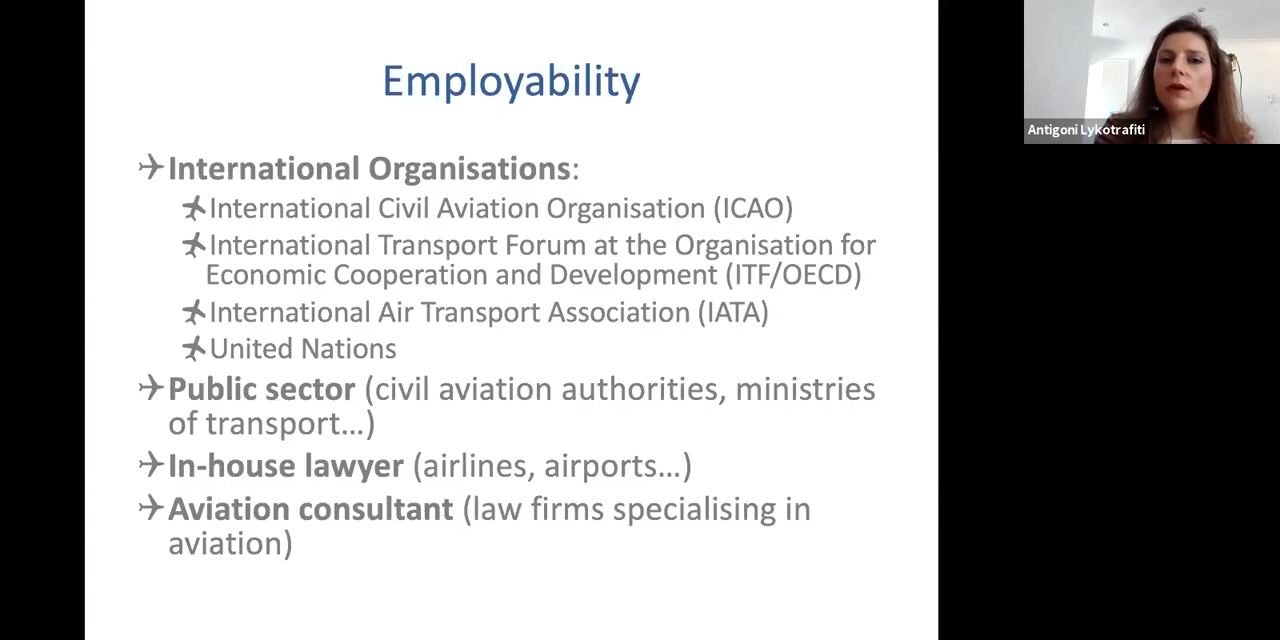 Employability
International Organisations:
International Civil Aviation Organisation (ICAO)
International Transport Forum at the Organisation for
Economic Cooperation and Development (ITF/OECD)
International Air Transport Association (IATA)
United Nations
Public sector (civil aviation authorities, ministries
of transport...)
In-house lawyer (airlines, airports...)
Aviation consultant (law firms specialising in
aviation)
Antigoni Lykotrafiti